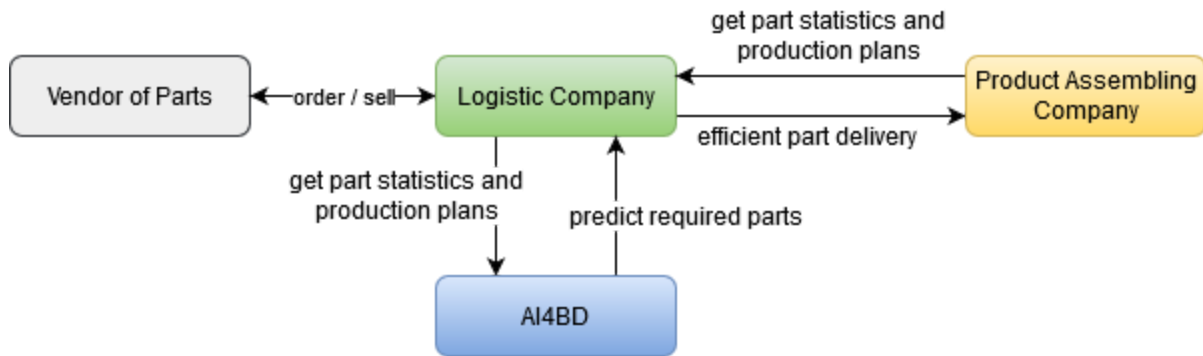 get part statistics and
production plans
Vendor of Parts
order / sell
Logistic Company
Product Assembling
Company
efficient part delivery
get part statistics and
production plans
predict required parts
AI4BD